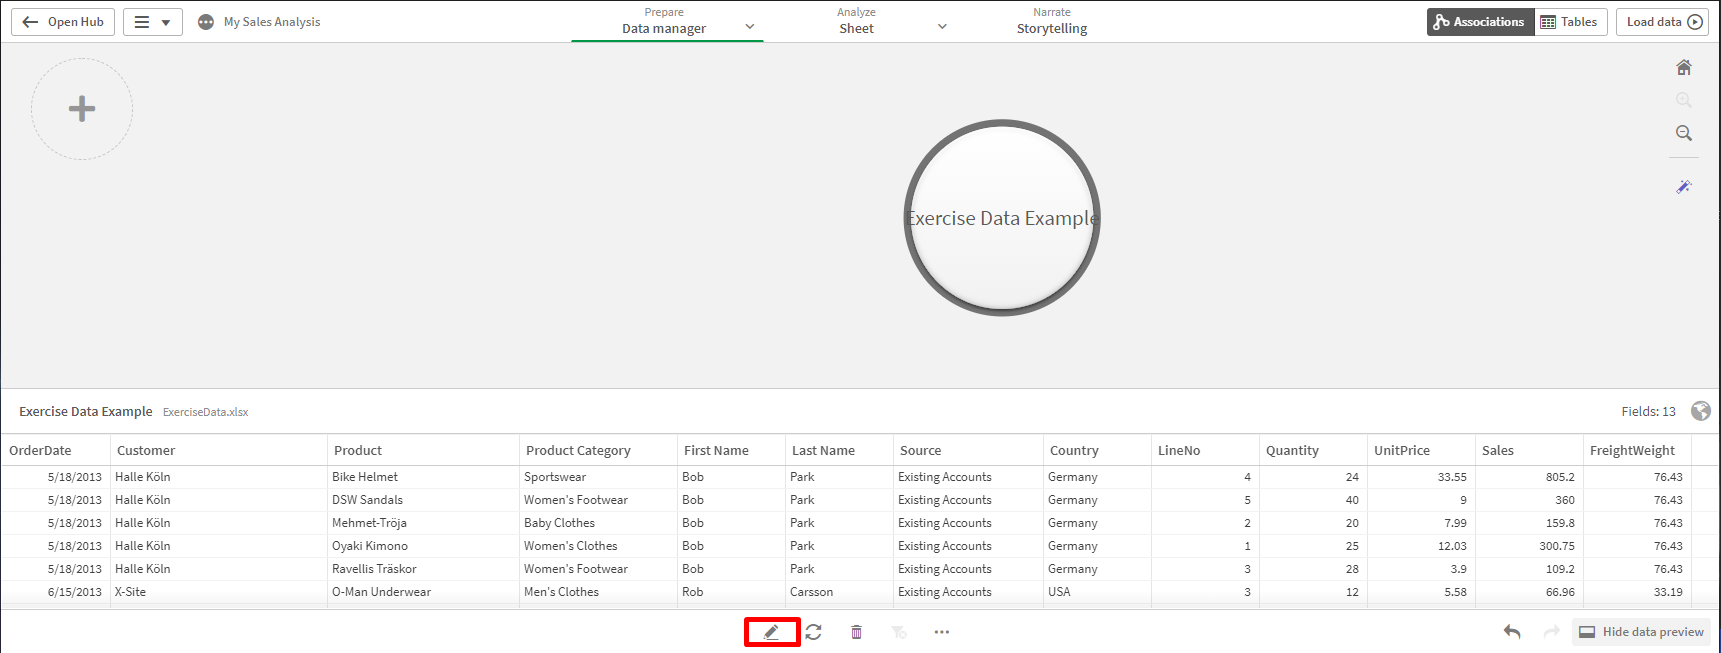 Open Hub
My Sales Analysis
Prepare
Data manager
Analyze
Sheet
Narrate
Storytelling
Associations
Tables
Load data
Exercise Data Example
Exercise Data Example ExerciseData.xlsx
Fields: 13
OrderDate Customer Product Product Category First Name Last Name Source Country LineNo Quantity UnitPrice Sales FreightWeight
5/18/2013 Halle Köln Bike Helmet Sportswear Bob Park Existing Accounts Germany 4 24 33.55 805.2 76.43
5/18/2013 Halle Köln DSW Sandals Women's Footwear Bob Park Existing Accounts Germany 5 40 9 360 76.43
5/18/2013 Halle Köln Mehmet-Tröja Baby Clothes Bob Park Existing Accounts Germany 2 20 7.99 159.8 76.43
5/18/2013 Halle Köln Oyaki Kimono Women's Clothes Bob Park Existing Accounts Germany 1 25 12.03 300.75 76.43
5/18/2013 Halle Köln Ravellis Träskor Women's Footwear Bob Park Existing Accounts Germany 3 28 3.9 109.2 76.43
6/15/2013 X-Site O-Man Underwear Men's Clothes Rob Carsson Existing Accounts USA 3 12 5.58 66.96 33.19
Hide data preview